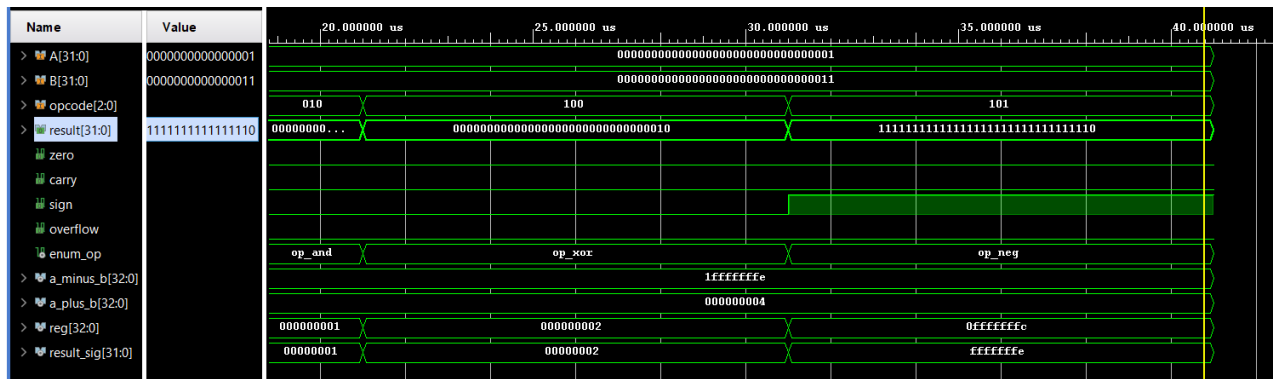 Name Value 20.000000 us 25.000000 us 30.000000 us 35.000000 us 40.000000 us
A[31:0] 0000000000000001 00000000000000000000000000000001
B[31:0] 0000000000000011 00000000000000000000000000000011
opcode[2:0] 010 100 101
result[31:0] 1111111111111110 00000000... 00000000000000000000000000000010 11111111111111111111111111111110
zero
carry
sign
overflow
enum_op op_and op_xor op_neg
a_minus_b[32:0] 1fffffffe
a_plus_b[32:0] 000000004
reg[32:0] 000000001 000000002 0fffffffc
result_sig[31:0] 00000001 00000002 fffffffe